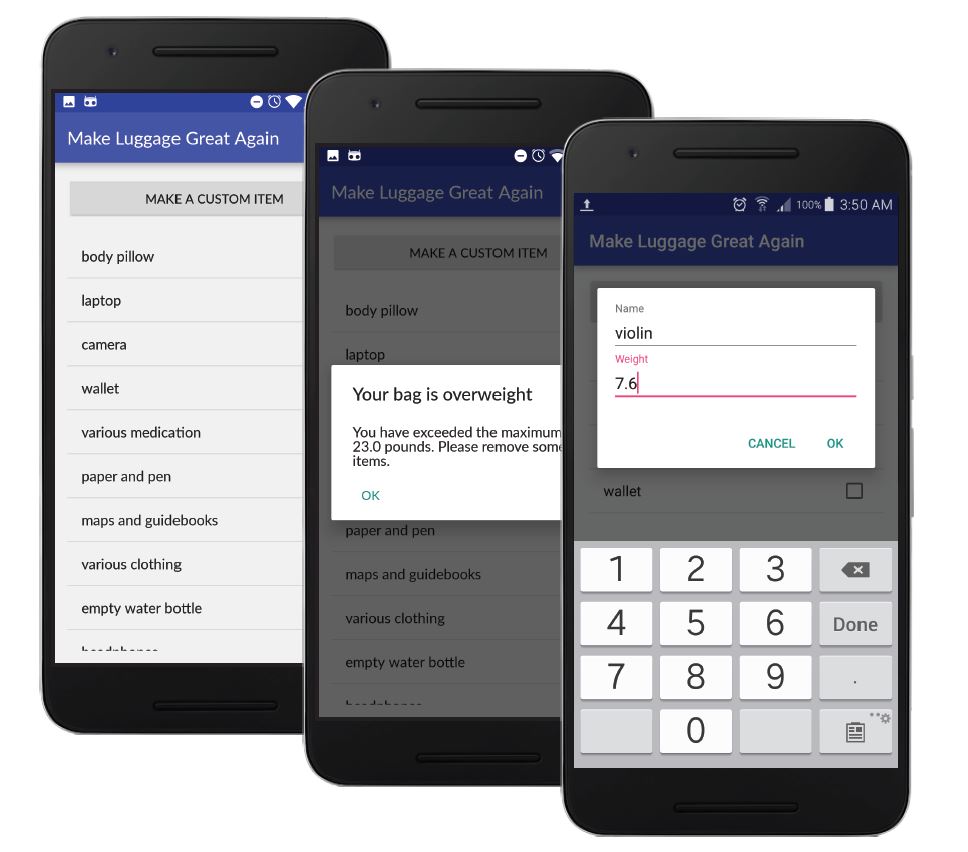 Make Luggage Great Again
MAKE A CUSTOM ITEM
body pillow
laptop
camera
wallet
various medication
paper and pen
maps and guidebooks
various clothing
empty water bottle
headphones
Make Luggage Great Again
MAKE A CUSTOM ITEM
body pillow
laptop
Your bag is overweight
You have exceeded the maximum
23.0 pounds. Please remove some
items.
OK
paper and pen
maps and guidebooks
various clothing
empty water bottle
headphones
100% 3:50 AM
Make Luggage Great Again
Name
violin
Weight
7.6
CANCEL OK
wallet
1 2 3
4 5 6 Done
7 8 9 .
0